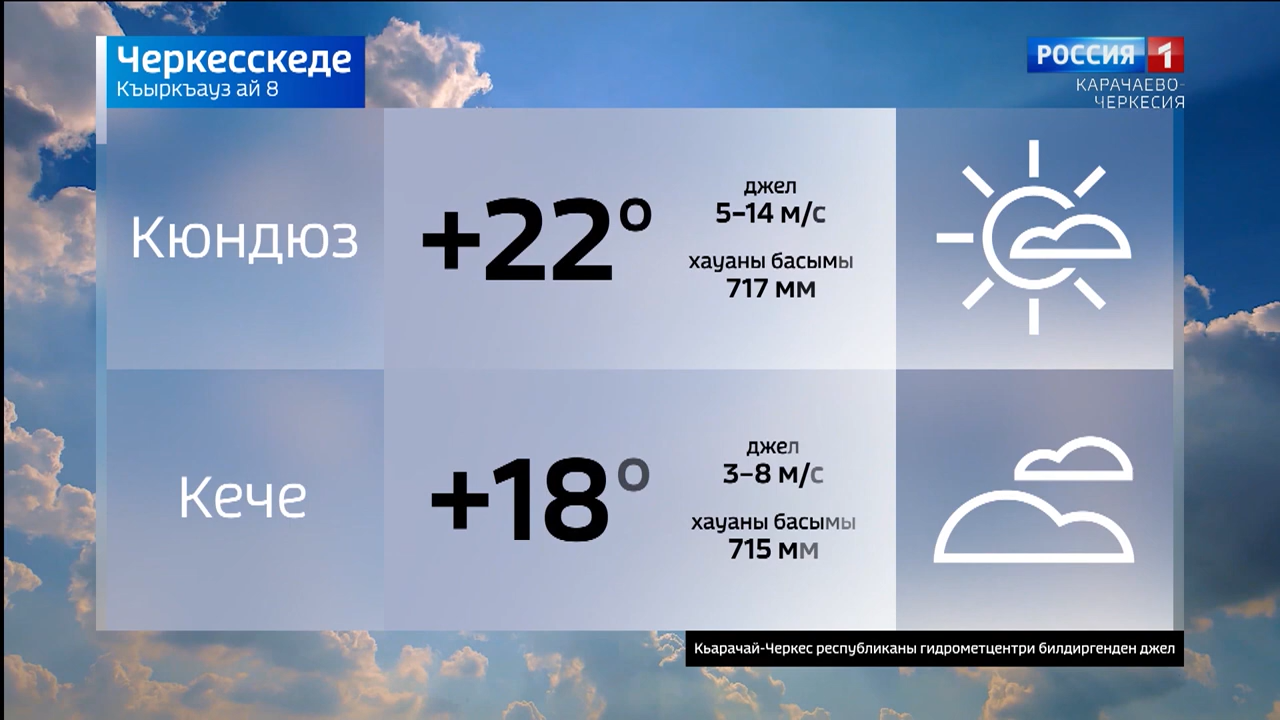 Черкесскеде
Къыркъауз ай 8
РОССИЯ 1
КАРАЧАЕВО-
ЧЕРКЕСИЯ
Кюндюз
+22°
джел
5-14 м/с
хауаны басымы
717 мм
Кече
+18°
джел
3-8 м/с
хауаны басымы
715 мм
Кьарачай-Черкес республиканы гидрометцентри билдиргенден джел